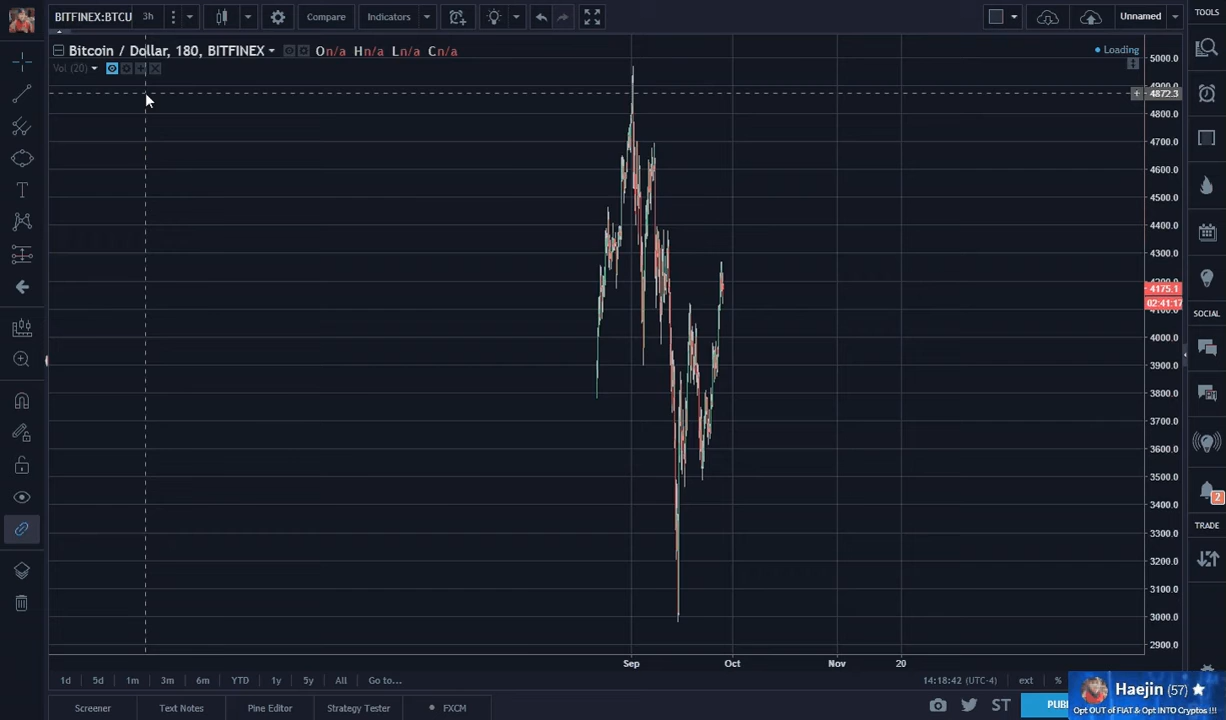 BITFINEX:BTCU
3h
Compare
Indicators
Unnamed
TOOLS
Bitcoin / Dollar, 180, BITFINEX
On/a Hn/a Ln/a Cn/a
Loading
Vol (20)
5000.0
4872.3
4800.0
4700.0
4600.0
4500.0
4400.0
4300.0
4175.1
02:41:17
4000.0
3900.0
3800.0
3700.0
3600.0
3500.0
3400.0
3300.0
3200.0
3100.0
3000.0
2900.0
SOCIAL
2
TRADE
Sep
Oct
Nov
20
1d
5d
1m
3m
6m
YTD
1y
5y
All
Go to...
14:18:42 (UTC-4)
ext
%
Screener
Text Notes
Pine Editor
Strategy Tester
FXCM
ST
PUB
Haejin (57)
Opt OUT of FIAT & Opt INTO Cryptos !!!